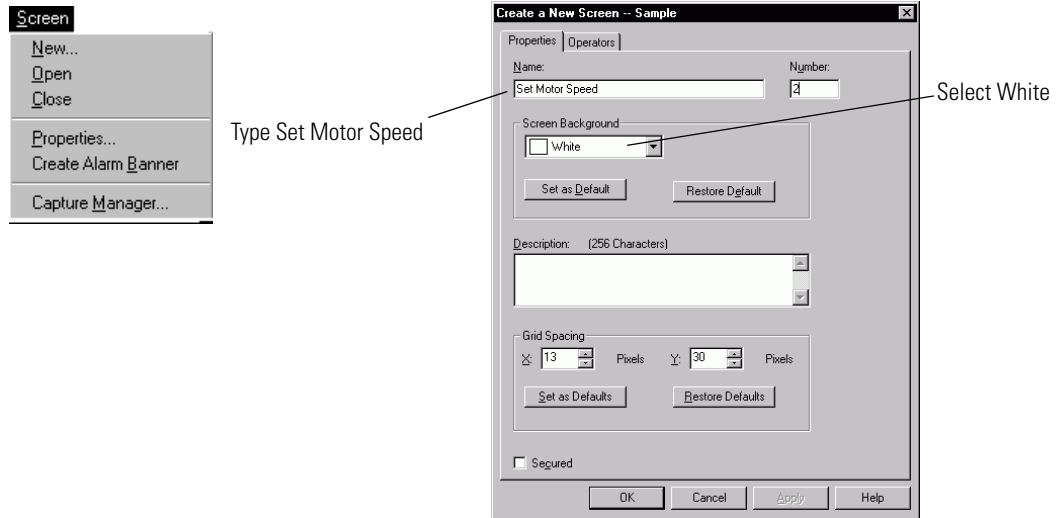 Screen
New...
Open
Close
Properties...
Create Alarm Banner
Capture Manager...
Type Set Motor Speed
Create a New Screen -- Sample
Properties
Operators
Name:
Number:
Set Motor Speed
2
Select White
Screen Background
White
Set as Default
Restore Default
Description: (256 Characters)
Grid Spacing
X: 13 Pixels Y: 30 Pixels
Set as Defaults
Restore Defaults
Secured
OK
Cancel
Apply
Help